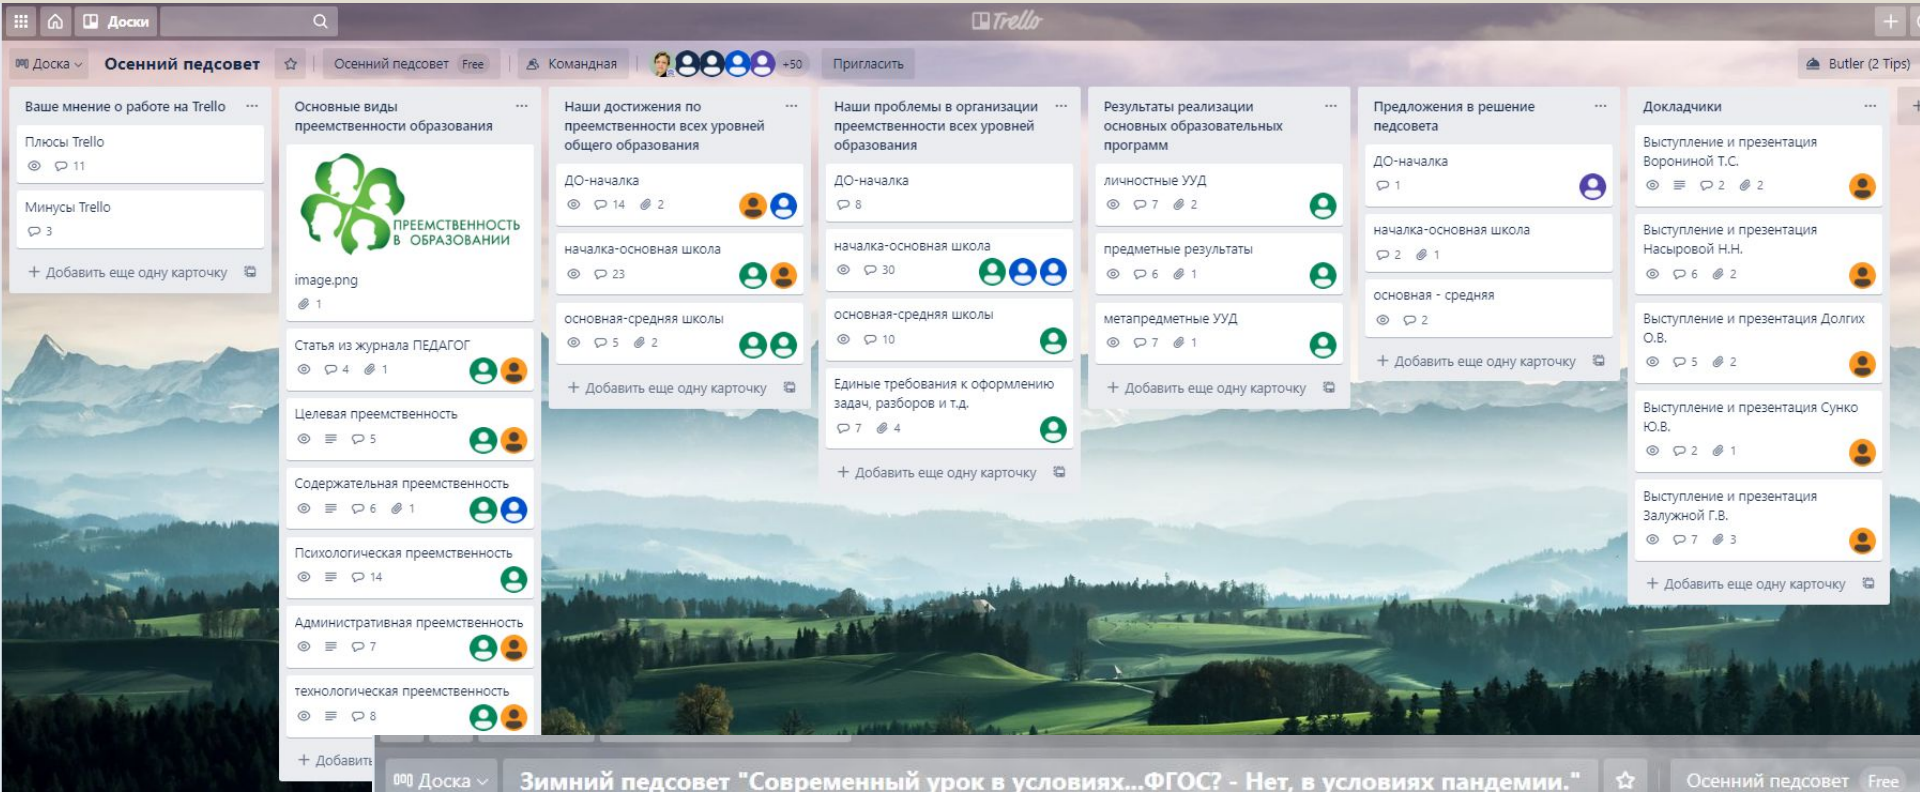 Доски
Trello
Доска
Осенний педсовет
Осенний педсовет Free
Командная
+50
Пригласить
Butler (2 Tips)
Ваше мнение о работе на Trello
Плюсы Trello
11
Минусы Trello
3
+ Добавить еще одну карточку
Основные виды
преемственности образования
ПРЕЕМСТВЕННОСТЬ
В ОБРАЗОВАНИИ
image.png
1
Статья из журнала ПЕДАГОГ
4 1
Целевая преемственность
5
Содержательная преемственность
6 1
Психологическая преемственность
14
Административная преемственность
7
технологическая преемственность
8
+ Добавить
Наши достижения по
преемственности всех уровней
общего образования
ДО-началка
14 2
началка-основная школа
23
основная-средняя школы
5 2
+ Добавить еще одну карточку
Наши проблемы в организации
преемственности всех уровней
образования
ДО-началка
8
началка-основная школа
30
основная-средняя школы
10
Единые требования к оформлению
задач, разборов и т.д.
7 4
+ Добавить еще одну карточку
Результаты реализации
основных образовательных
программ
личностные УУД
7 2
предметные результаты
6 1
метапредметные УУД
7 1
+ Добавить еще одну карточку
Предложения в решение
педсовета
ДО-началка
1
началка-основная школа
2 1
основная - средняя
2
+ Добавить еще одну карточку
Докладчики
Выступление и презентация
Ворониной Т.С.
2 2
Выступление и презентация
Насыровой Н.Н.
6 2
Выступление и презентация Долгих
О.В.
5 2
Выступление и презентация Сунко
Ю.В.
2 1
Выступление и презентация
Залужной Г.В.
7 3
+ Добавить еще одну карточку
Доска
Зимний педсовет "Современный урок в условиях...ФГОС? - Нет, в условиях пандемии."
Осенний педсовет Free